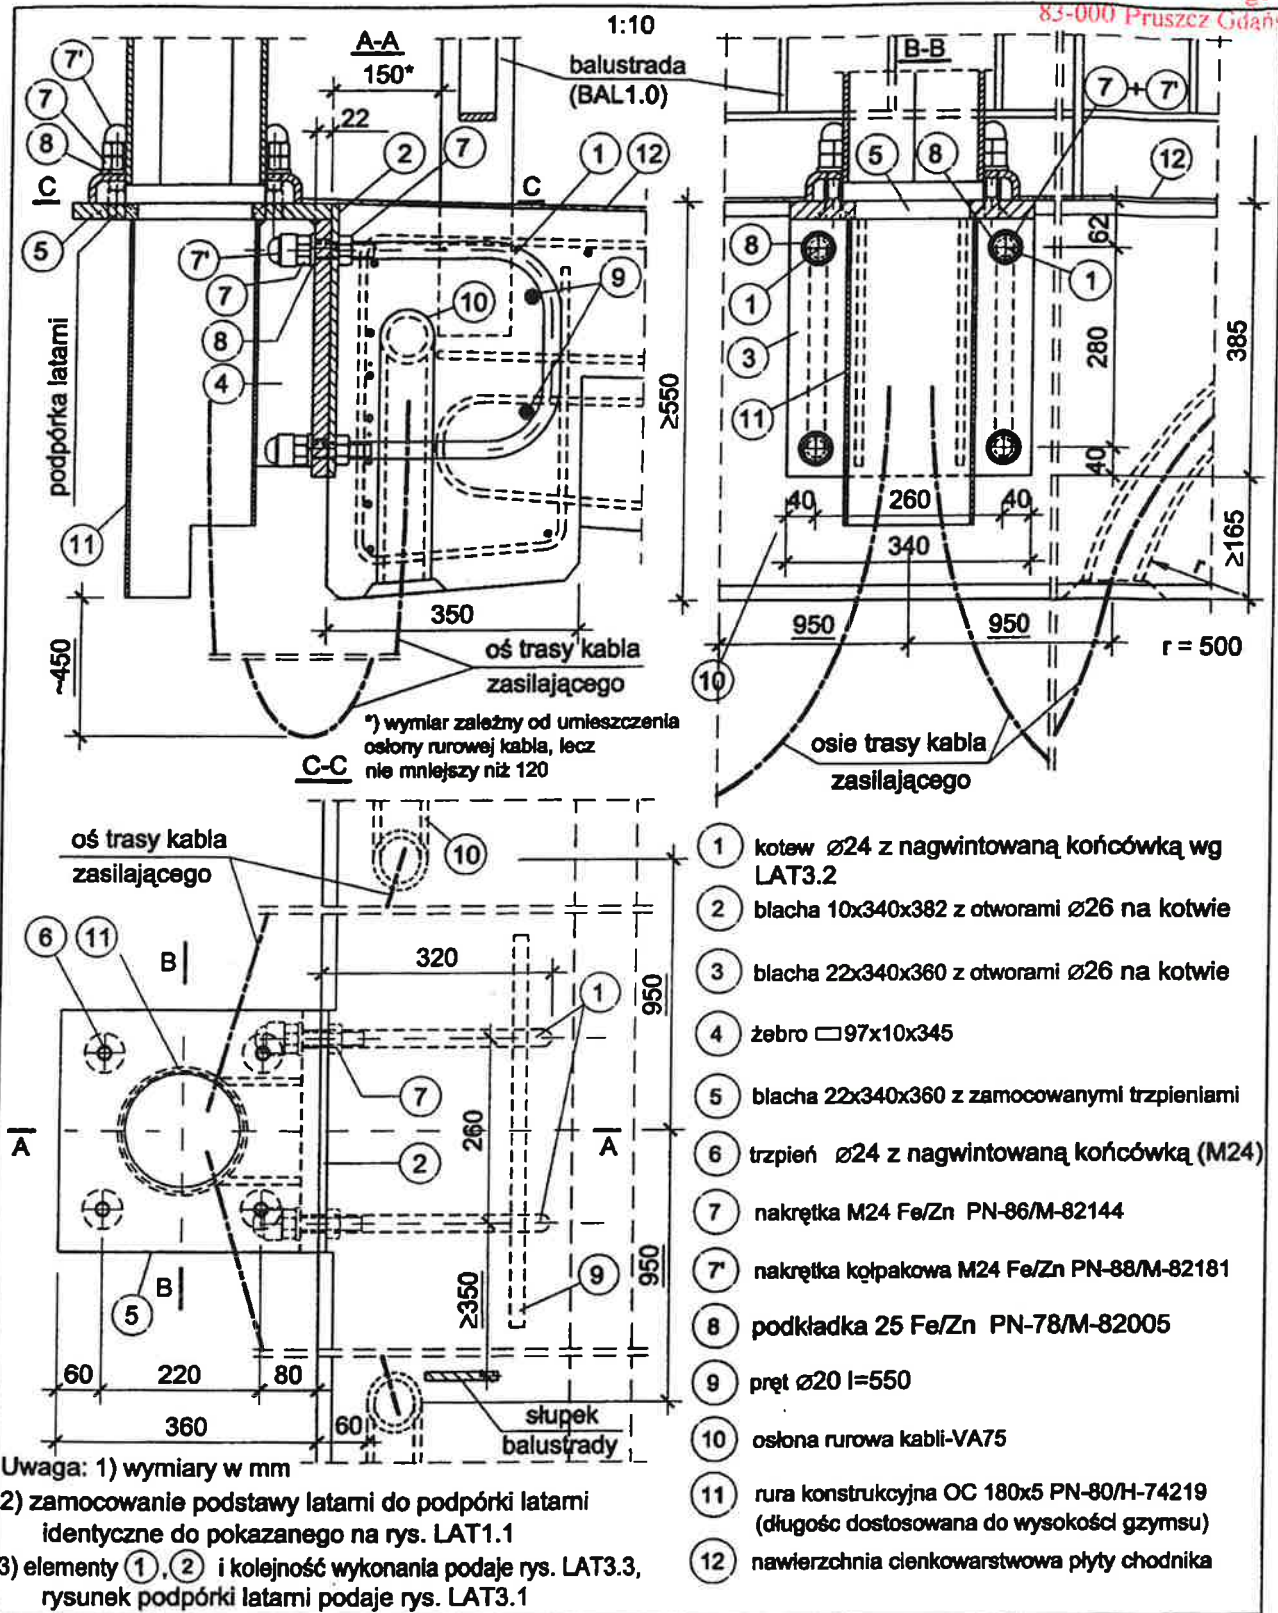 1:10
83-000 Pruszcz
A-A
150*
22
balustrada
(BAL1.0)
B-B
7'
7
8
C
5
2
7
1
12
C
7'
7
8
4
9
10
podpórka latarni
11
≥550
~450
350
oś trasy kabla
zasilającego
*) wymiar zależny od umieszczenia
osłony rurowej kabla, lecz
nie mniejszy niż 120
7 + 7'
5
8
12
8
1
3
11
1
62
280
40
385
≥165
40
260
40
340
950
950
r
r = 500
10
osie trasy kabla
zasilającego
C-C
oś trasy kabla
zasilającego
10
6
11
B
320
1
950
7
260
2
A
A
B
5
9
950
≥350
60
220
80
360
60
słupek
balustrady
1 kotew ø24 z nagwintowaną końcówką wg
LAT3.2
2 blacha 10x340x382 z otworami ø26 na kotwie
3 blacha 22x340x360 z otworami ø26 na kotwie
4 żebro ▭97x10x345
5 blacha 22x340x360 z zamocowanymi trzpieniami
6 trzpień ø24 z nagwintowaną końcówką (M24)
7 nakrętka M24 Fe/Zn PN-86/M-82144
7' nakrętka kołpakowa M24 Fe/Zn PN-88/M-82181
8 podkładka 25 Fe/Zn PN-78/M-82005
9 pręt ø20 l=550
10 osłona rurowa kabli-VA75
11 rura konstrukcyjna OC 180x5 PN-80/H-74219
(długośc dostosowana do wysokości gzymsu)
12 nawierzchnia cienkowarstwowa płyty chodnika
Uwaga: 1) wymiary w mm
2) zamocowanie podstawy latarni do podpórki latarni
identyczne do pokazanego na rys. LAT1.1
3) elementy 1 , 2 i kolejność wykonania podaje rys. LAT3.3,
rysunek podpórki latarni podaje rys. LAT3.1